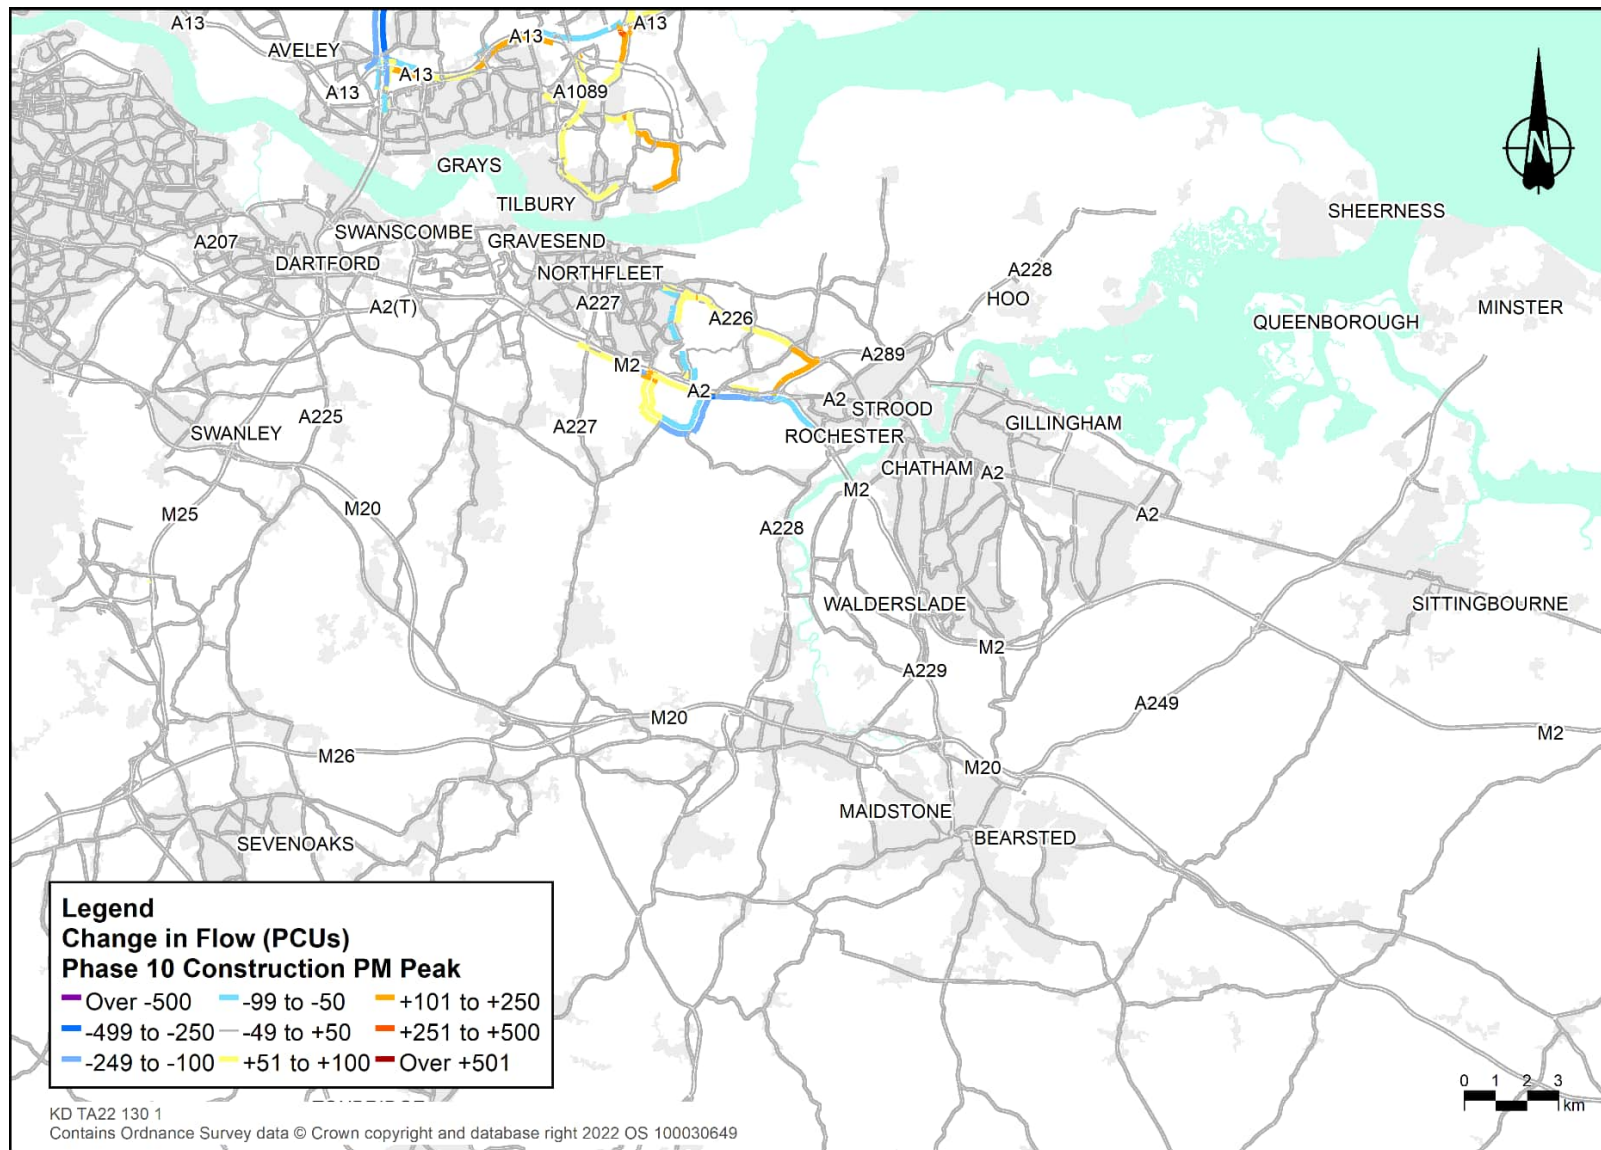 A13
A13
A13
AVELEY
A13
A13
A1089
GRAYS
TILBURY
N
SHEERNESS
SWANSCOMBE
A207
GRAVESEND
DARTFORD
NORTHFLEET
A228
HOO
A2(T)
A227
A226
QUEENBOROUGH
MINSTER
A289
M2
A2
A2
STROOD
A225
SWANLEY
A227
ROCHESTER
GILLINGHAM
CHATHAM
A2
M2
M25
M20
A228
A2
WALDERSLADE
SITTINGBOURNE
M2
A229
A249
M20
M2
M26
M20
MAIDSTONE
BEARSTED
SEVENOAKS
Legend
Change in Flow (PCUs)
Phase 10 Construction PM Peak
Over -500 -99 to -50 +101 to +250
-499 to -250 -49 to +50 +251 to +500
-249 to -100 +51 to +100 Over +501
0 1 2 3
km
KD TA22 130 1
Contains Ordnance Survey data © Crown copyright and database right 2022 OS 100030649